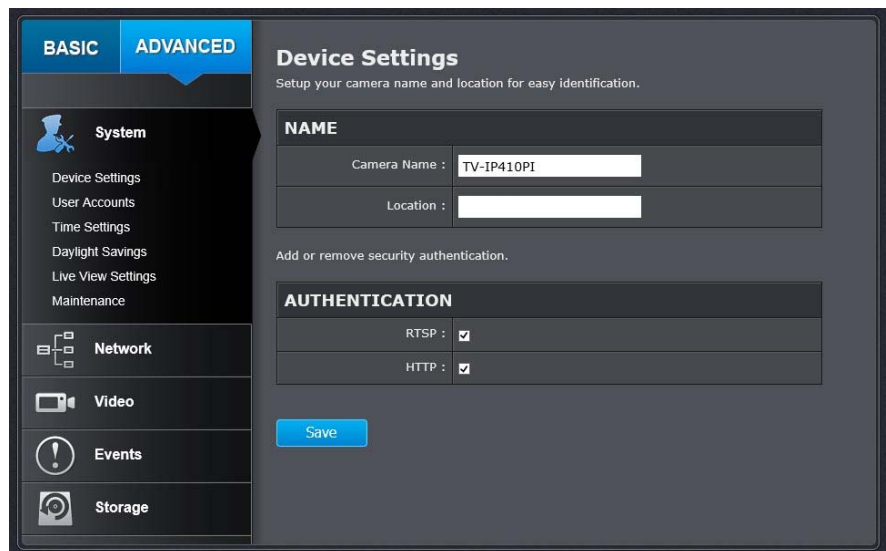 BASIC
ADVANCED
System
Device Settings
User Accounts
Time Settings
Daylight Savings
Live View Settings
Maintenance
Network
Video
Events
Storage
Device Settings
Setup your camera name and location for easy identification.
NAME
Camera Name : TV-IP410PI
Location :
Add or remove security authentication.
AUTHENTICATION
RTSP :
HTTP :
Save